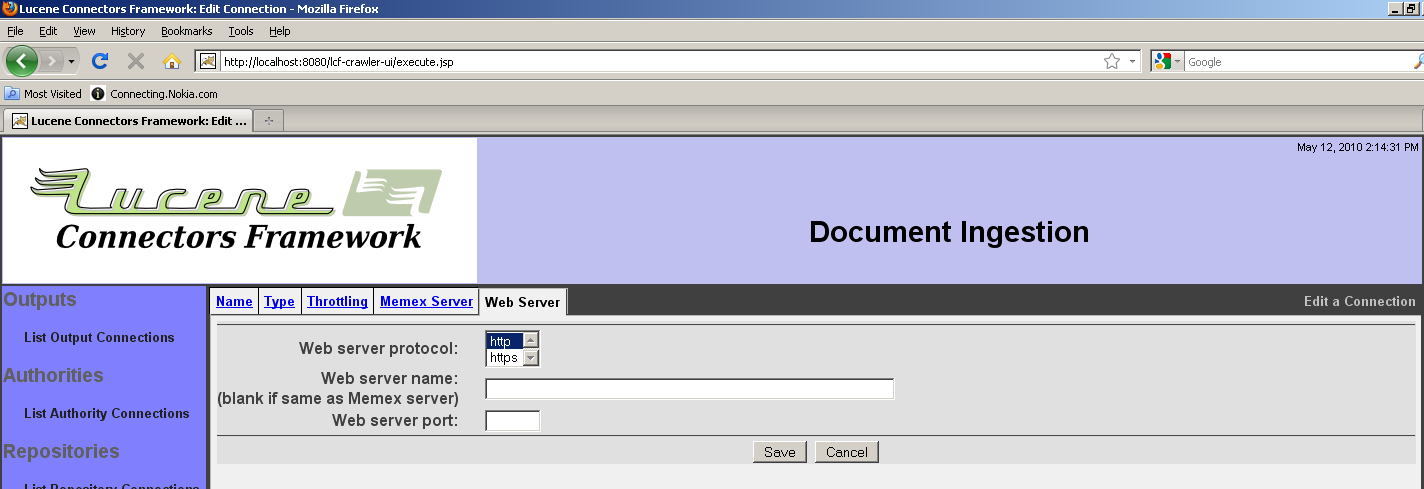 Lucene Connectors Framework: Edit Connection - Mozilla Firefox
File Edit View History Bookmarks Tools Help
http://localhost:8080/lcf-crawler-ui/execute.jsp
Google
Most Visited Connecting.Nokia.com
Lucene Connectors Framework: Edit ...
May 12, 2010 2:14:31 PM
Lucene
Connectors Framework
Document Ingestion
Outputs
List Output Connections
Authorities
List Authority Connections
Repositories
List Repository Connections
Name Type Throttling Memex Server Web Server
Edit a Connection
Web server protocol:
http
https
Web server name:
(blank if same as Memex server)
Web server port:
Save Cancel